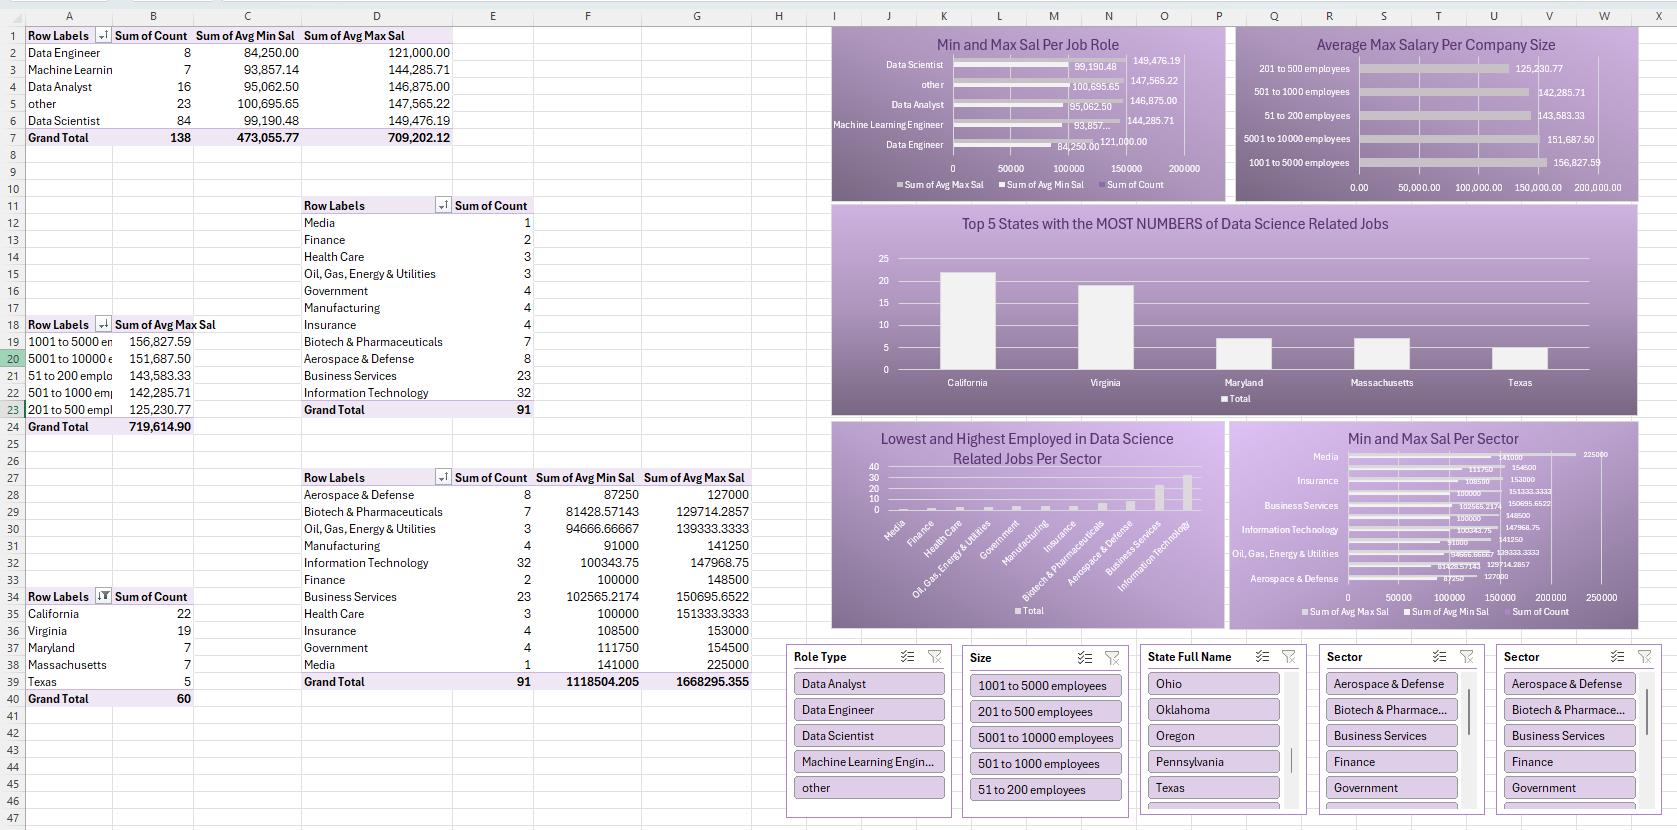 A B C D E F G H I J K L M N O P Q R S T U V W X
1 Row Labels Sum of Count Sum of Avg Min Sal Sum of Avg Max Sal
2 Data Engineer 8 84,250.00 121,000.00
3 Machine Learnin 7 93,857.14 144,285.71
4 Data Analyst 16 95,062.50 146,875.00
5 other 23 100,695.65 147,565.22
6 Data Scientist 84 99,190.48 149,476.19
7 Grand Total 138 473,055.77 709,202.12
8
9
10
11 Row Labels Sum of Count
12 Media 1
13 Finance 2
14 Health Care 3
15 Oil, Gas, Energy & Utilities 3
16 Government 4
17 Manufacturing 4
18 Row Labels Sum of Avg Max Sal Insurance 4
19 1001 to 5000 en 156,827.59 Biotech & Pharmaceuticals 7
20 5001 to 10000 e 151,687.50 Aerospace & Defense 8
21 51 to 200 emplo 143,583.33 Business Services 23
22 501 to 1000 em 142,285.71 Information Technology 32
23 201 to 500 empl 125,230.77 Grand Total 91
24 Grand Total 719,614.90
25
26
27 Row Labels Sum of Count Sum of Avg Min Sal Sum of Avg Max Sal
28 Aerospace & Defense 8 87250 127000
29 Biotech & Pharmaceuticals 7 81428.57143 129714.2857
30 Oil, Gas, Energy & Utilities 3 94666.66667 139333.3333
31 Manufacturing 4 91000 141250
32 Information Technology 32 100343.75 147968.75
33 Finance 2 100000 148500
34 Row Labels Sum of Count Business Services 23 102565.2174 150695.6522
35 California 22 Health Care 3 100000 151333.3333
36 Virginia 19 Insurance 4 108500 153000
37 Maryland 7 Government 4 111750 154500
38 Massachusetts 7 Media 1 141000 225000
39 Texas 5 Grand Total 91 1118504.205 1668295.355
40 Grand Total 60
41
42
43
44
45
46
47
Min and Max Sal Per Job Role
Data Scientist 99,190.48 149,476.19
other 100,695.65 147,565.22
Data Analyst 95,062.50 146,875.00
Machine Learning Engineer 93,857... 144,285.71
Data Engineer 84,250.00 121,000.00
0 50000 100000 150000 200000
Sum of Avg Max Sal Sum of Avg Min Sal Sum of Count
Average Max Salary Per Company Size
201 to 500 employees 125,230.77
501 to 1000 employees 142,285.71
51 to 200 employees 143,583.33
5001 to 10000 employees 151,687.50
1001 to 5000 employees 156,827.59
0.00 50,000.00 100,000.00 150,000.00 200,000.00
Top 5 States with the MOST NUMBERS of Data Science Related Jobs
25
20
15
10
5
0
California Virginia Maryland Massachusetts Texas
Total
Lowest and Highest Employed in Data Science
Related Jobs Per Sector
40
30
20
10
0
Media Finance Health Care Oil, Gas, Energy & Utilities Government Manufacturing Insurance Biotech & Pharmaceuticals Aerospace & Defense Business Services Information Technology
Total
Min and Max Sal Per Sector
Media 141000 225000
111750 154500
Insurance 108500 153000
100000 151333.3333
Business Services 102565.2174 150695.6522
100000 148500
Information Technology 100343.75 147968.75
91000 141250
Oil, Gas, Energy & Utilities 94666.66667 139333.3333
81428.57143 129714.2857
Aerospace & Defense 87250 127000
0 50000 100000 150000 200000 250000
Sum of Avg Max Sal Sum of Avg Min Sal Sum of Count
Role Type
Data Analyst
Data Engineer
Data Scientist
Machine Learning Engin...
other
Size
1001 to 5000 employees
201 to 500 employees
5001 to 10000 employees
501 to 1000 employees
51 to 200 employees
State Full Name
Ohio
Oklahoma
Oregon
Pennsylvania
Texas
Sector
Aerospace & Defense
Biotech & Pharmace...
Business Services
Finance
Government
Sector
Aerospace & Defense
Biotech & Pharmace...
Business Services
Finance
Government